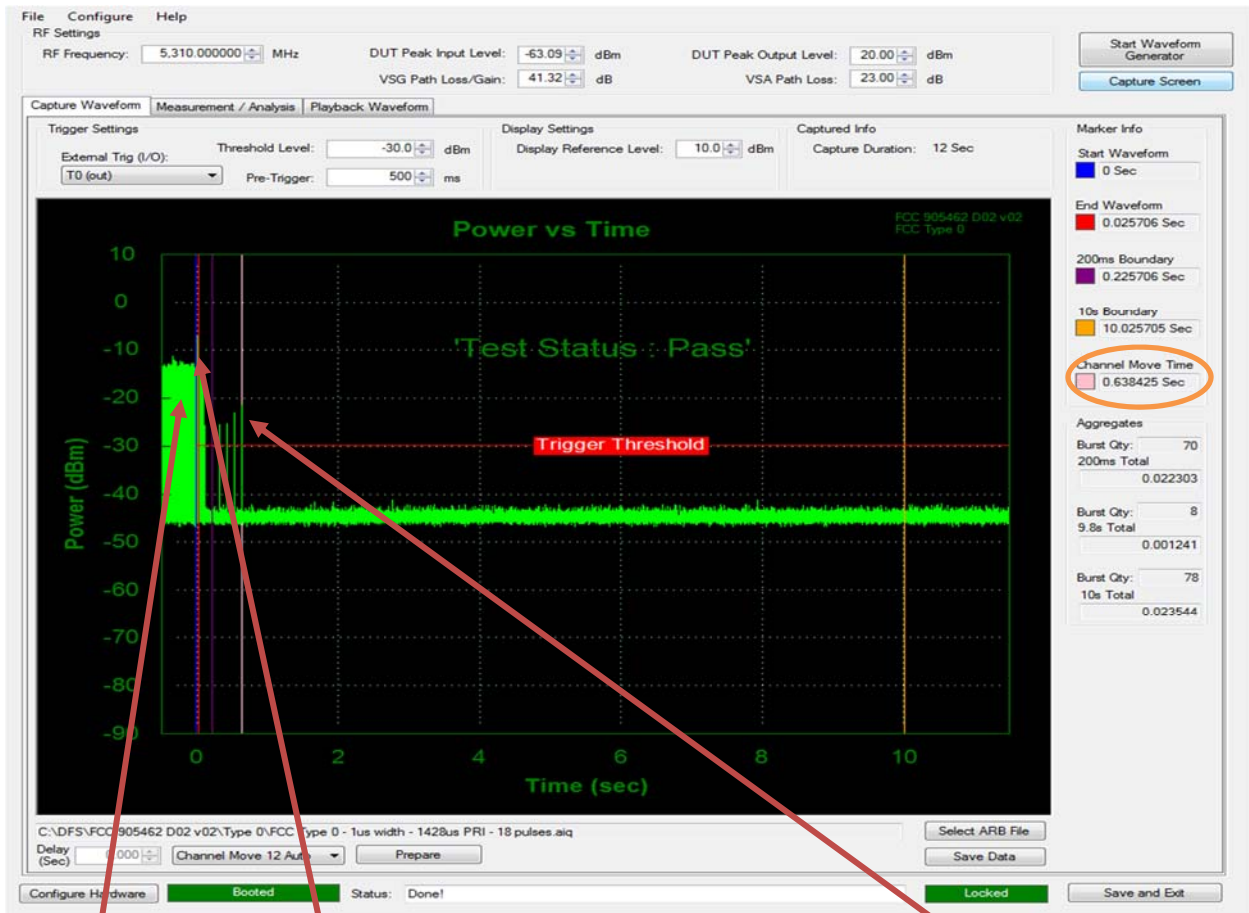 File Configure Help
RF Settings
RF Frequency: 5,310.000000 MHz
DUT Peak Input Level: -63.09 dBm
DUT Peak Output Level: 20.00 dBm
VSG Path Loss/Gain: 41.32 dB
VSA Path Loss: 23.00 dB
Start Waveform
Generator
Capture Screen
Capture Waveform Measurement / Analysis Playback Waveform
Trigger Settings
External Trig (I/O):
T0 (out)
Threshold Level: -30.0 dBm
Pre-Trigger: 500 ms
Display Settings
Display Reference Level: 10.0 dBm
Captured Info
Capture Duration: 12 Sec
Power vs Time
FCC 905462 D02 v02
FCC Type 0
'Test Status : Pass'
Trigger Threshold
Power (dBm)
10
0
-10
-20
-30
-40
-50
-60
-70
-80
-90
0 2 4 6 8 10
Time (sec)
Marker Info
Start Waveform
0 Sec
End Waveform
0.025706 Sec
200ms Boundary
0.225706 Sec
10s Boundary
10.025705 Sec
Channel Move Time
0.638425 Sec
Aggregates
Burst Qty: 70
200ms Total
0.022303
Burst Qty: 8
9.8s Total
0.001241
Burst Qty: 78
10s Total
0.023544
C:\DFS\FCC 905462 D02 v02\Type 0\FCC Type 0 - 1us width - 1428us PRI - 18 pulses.aiq
Select ARB File
Delay
(Sec) 0.000 Channel Move 12 Auto Prepare
Save Data
Configure Hardware Booted Status: Done! Locked Save and Exit